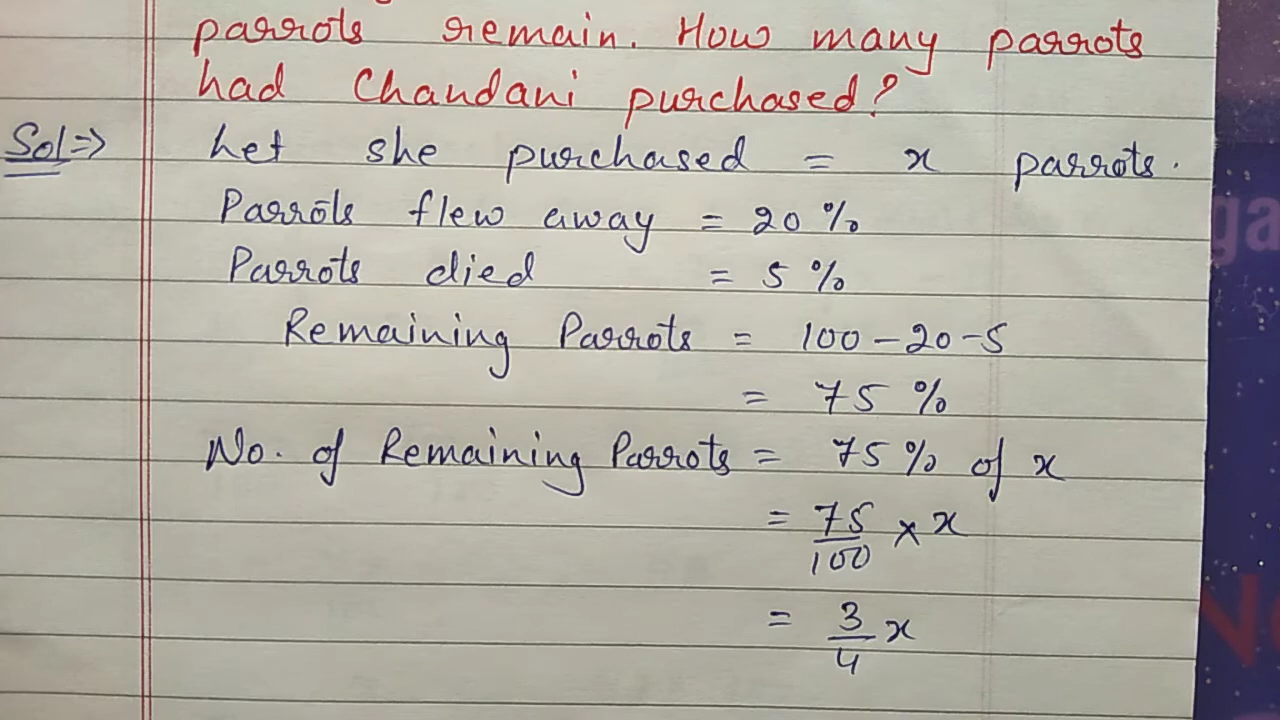 parrots remain. How many parrots
had Chandani purchased?
Sol⇒ Let she purchased = x parrots.
Parrots flew away = 20%
Parrots died = 5%
Remaining Parrots = 100-20-5
= 75%
No. of Remaining Parrots = 75% of x
= 75/100 × x
= 3/4 x
ga